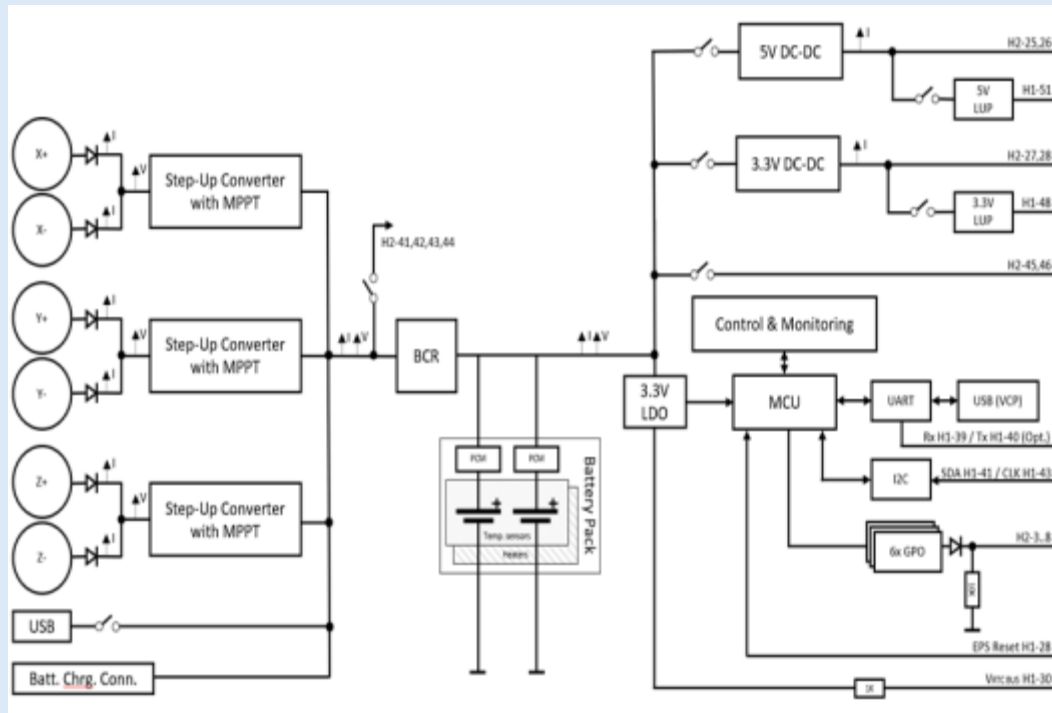 X+
I
V
X-
I
Step-Up Converter
with MPPT
Y+
I
V
Y-
I
Step-Up Converter
with MPPT
Z+
I
V
Z-
I
Step-Up Converter
with MPPT
USB
Batt. Chrg. Conn.
H2-41,42,43,44
I V
BCR
I V
PCM PCM
+ +
Temp. sensors
Heaters
Battery Pack
5V DC-DC
I
H2-25,26
5V
LUP
H1-51
3.3V DC-DC
I
H2-27,28
3.3V
LUP
H1-48
H2-45,46
Control & Monitoring
3.3V
LDO
MCU
UART
USB (VCP)
Rx H1-39 / Tx H1-40 (Opt.)
I2C
SDA H1-41 / CLK H1-43
6x GPO
H2-3..8
EPS Reset H1-28
H1-30
1K